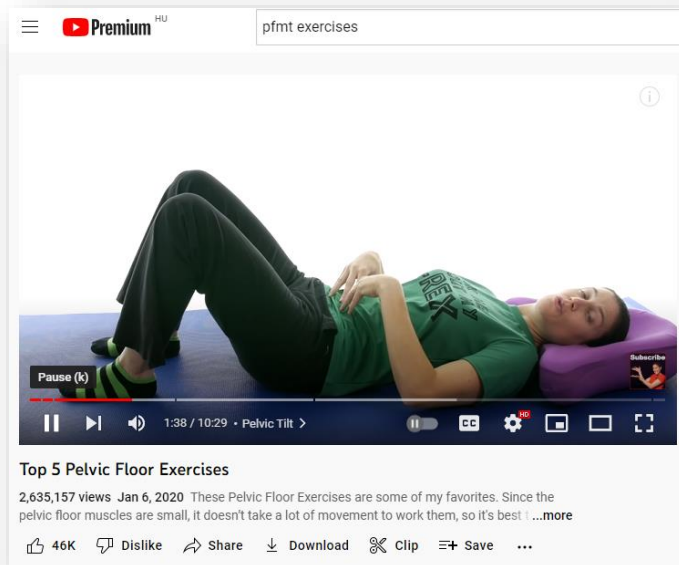 Premium HU
pfmt exercises
REX
Subscribe
Pause (k)
1:38 / 10:29 • Pelvic Tilt
CC
HD
Top 5 Pelvic Floor Exercises
2,635,157 views Jan 6, 2020 These Pelvic Floor Exercises are some of my favorites. Since the
pelvic floor muscles are small, it doesn't take a lot of movement to work them, so it's best ...more
46K Dislike Share Download Clip Save